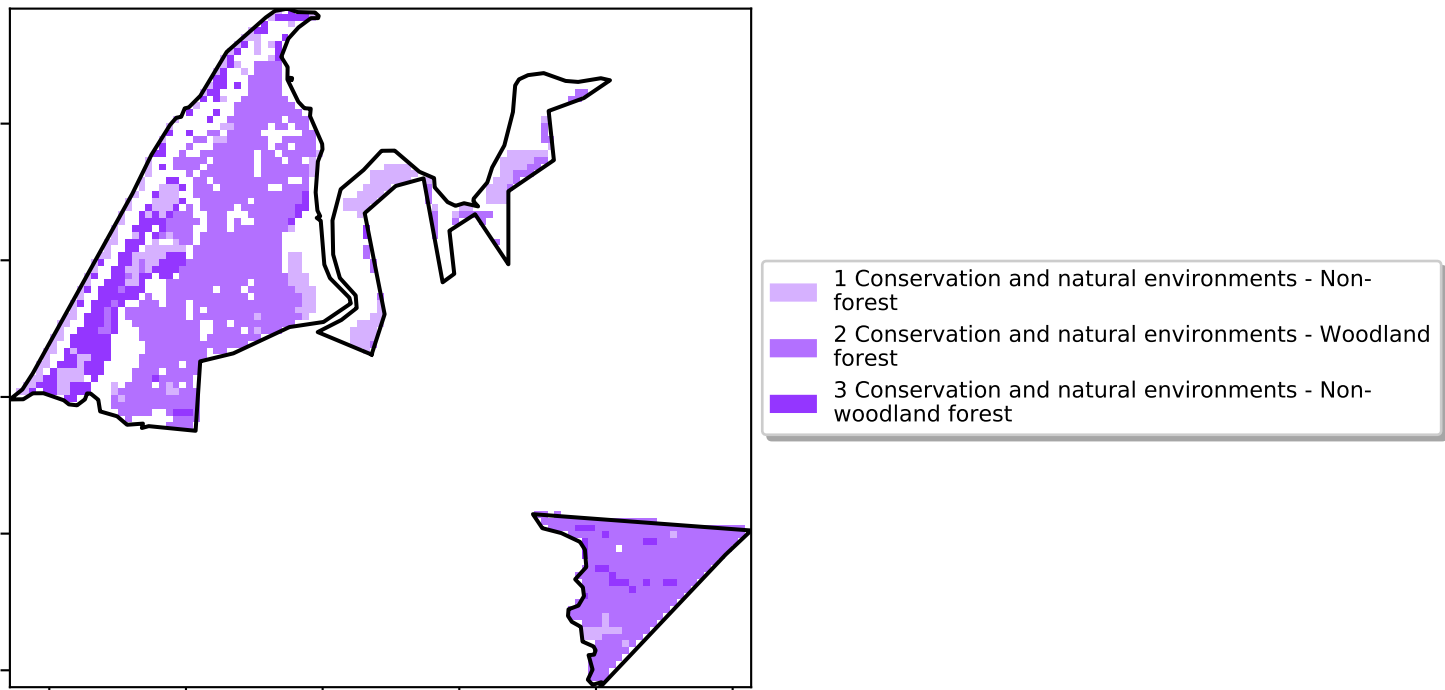 1 Conservation and natural environments - Non-
forest
2 Conservation and natural environments - Woodland
forest
3 Conservation and natural environments - Non-
woodland forest